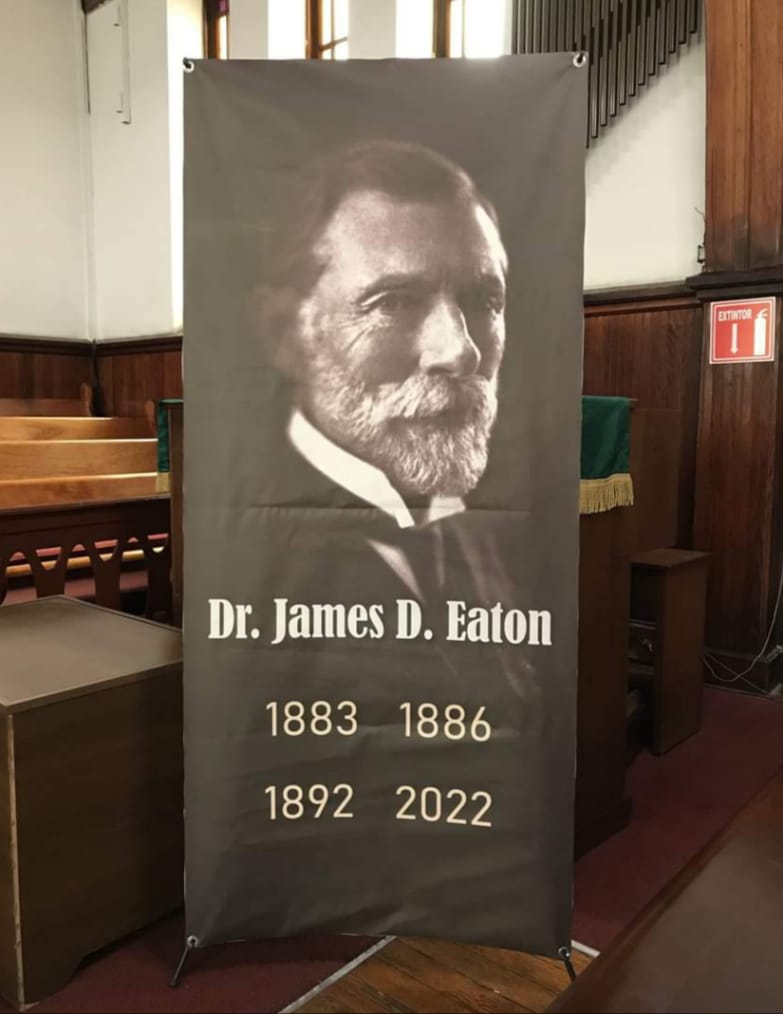 EXTINTOR
Dr. James D. Eaton
1883 1886
1892 2022